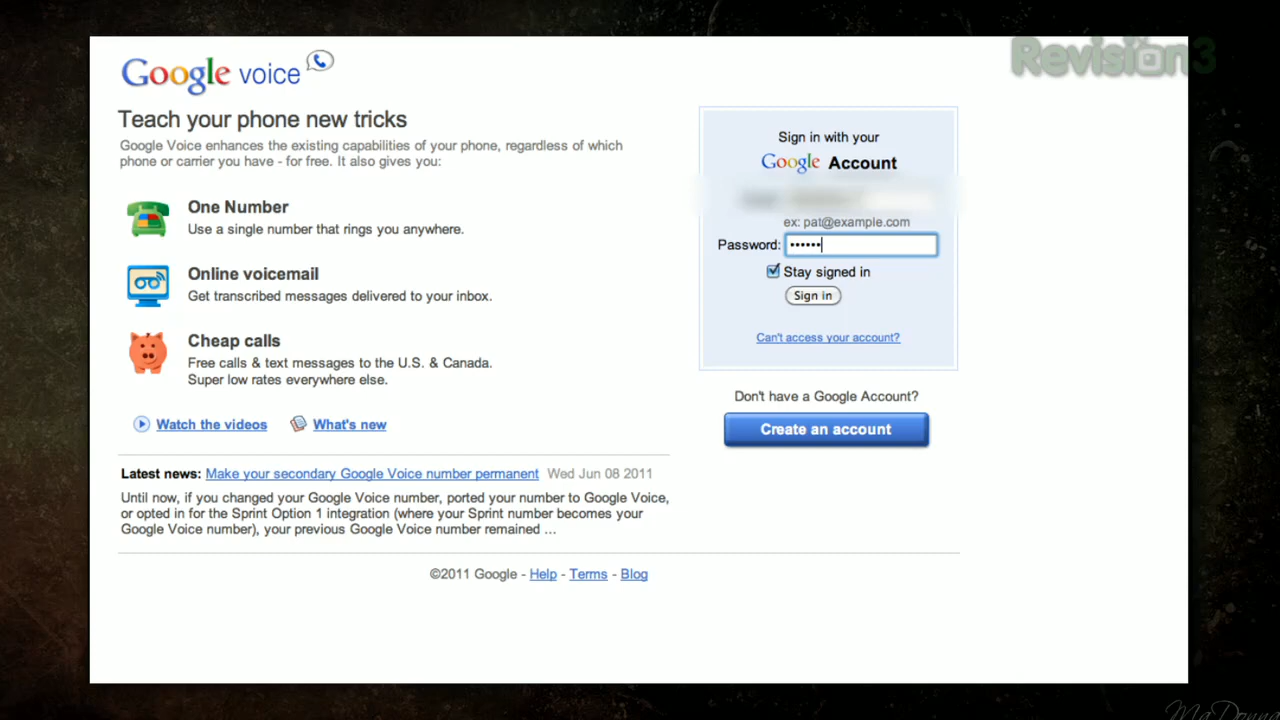 Revision3
Google voice
Teach your phone new tricks
Google Voice enhances the existing capabilities of your phone, regardless of which
phone or carrier you have - for free. It also gives you:
One Number
Use a single number that rings you anywhere.
Online voicemail
Get transcribed messages delivered to your inbox.
Cheap calls
Free calls & text messages to the U.S. & Canada.
Super low rates everywhere else.
Watch the videos
What's new
Latest news: Make your secondary Google Voice number permanent Wed Jun 08 2011
Until now, if you changed your Google Voice number, ported your number to Google Voice,
or opted in for the Sprint Option 1 integration (where your Sprint number becomes your
Google Voice number), your previous Google Voice number remained ...
Sign in with your
Google Account
ex: pat@example.com
Password: ••••••
Stay signed in
Sign in
Can't access your account?
Don't have a Google Account?
Create an account
©2011 Google - Help - Terms - Blog